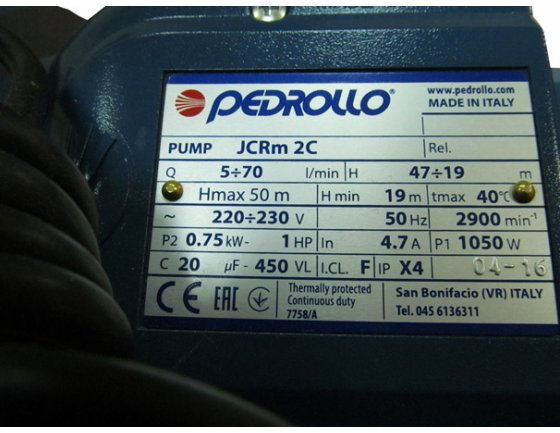 PEDROLLO®
www.pedrollo.com
MADE IN ITALY
PUMP JCRm 2C Rel.
Q 5÷70 l/min H 47÷19 m
Hmax 50 m H min 19 m tmax 40°C
~ 220÷230 V 50 Hz 2900 min⁻¹
P2 0.75 kW- 1 HP In 4.7 A P1 1050 W
C 20 µF - 450 VL I.CL. F IP X4 04-16
CE EAC Thermally protected
Continuous duty
7758/A
San Bonifacio (VR) ITALY
Tel. 045 6136311